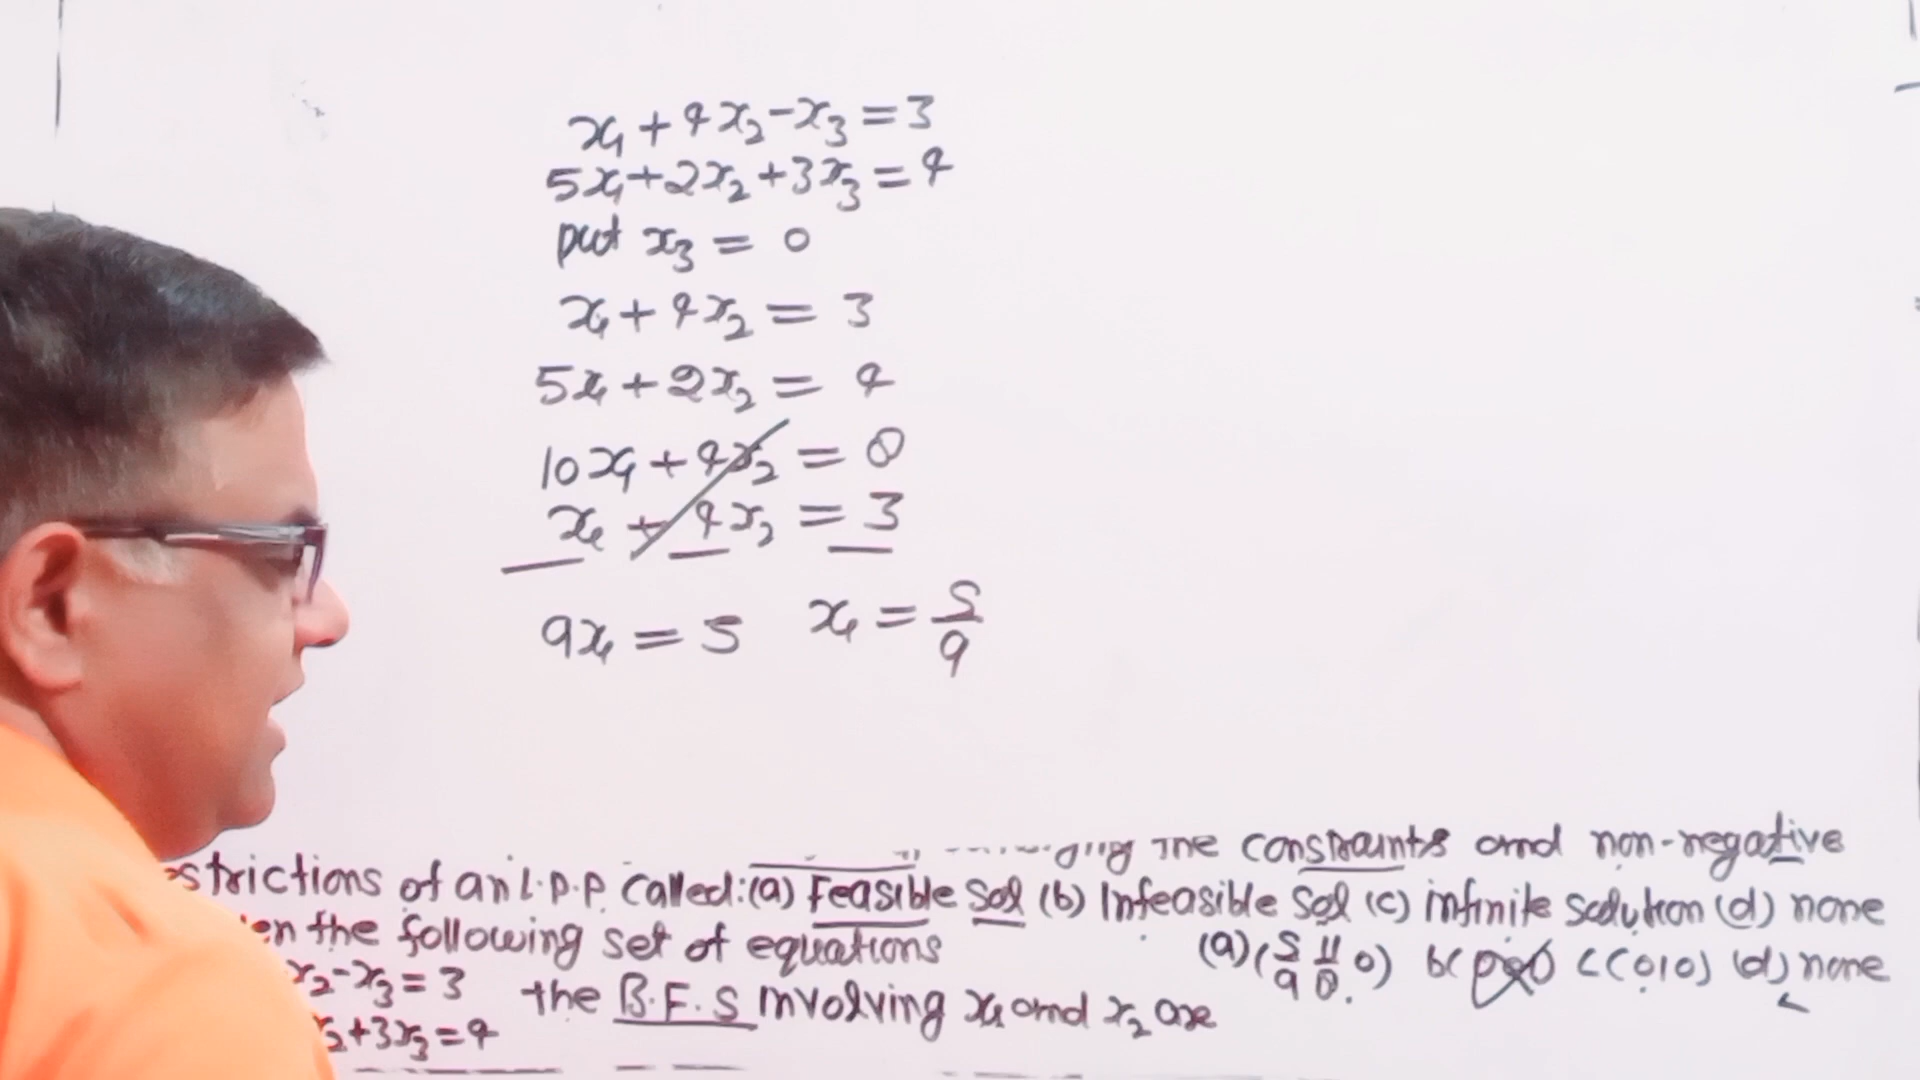 x₁ + 4x₂ - x₃ = 3
5x₁ + 2x₂ + 3x₃ = 4
put x₃ = 0
x₁ + 4x₂ = 3
5x₁ + 2x₂ = 4
10x₁ + 4x₂ = 8
x₁ + 4x₂ = 3
9x₁ = 5 x₁ = 5/9
the constraints and non-negative
strictions of an L.P.P. called: (a) Feasible Sol (b) Infeasible Sol (c) infinite solution (d) none
en the following set of equations (a) (5/9 11/8 0) b( 0 0 0 c(010) (d) none
x₂ - x₃ = 3 the B.F.S involving x₁ and x₂ are
x₂ + 3x₃ = 4